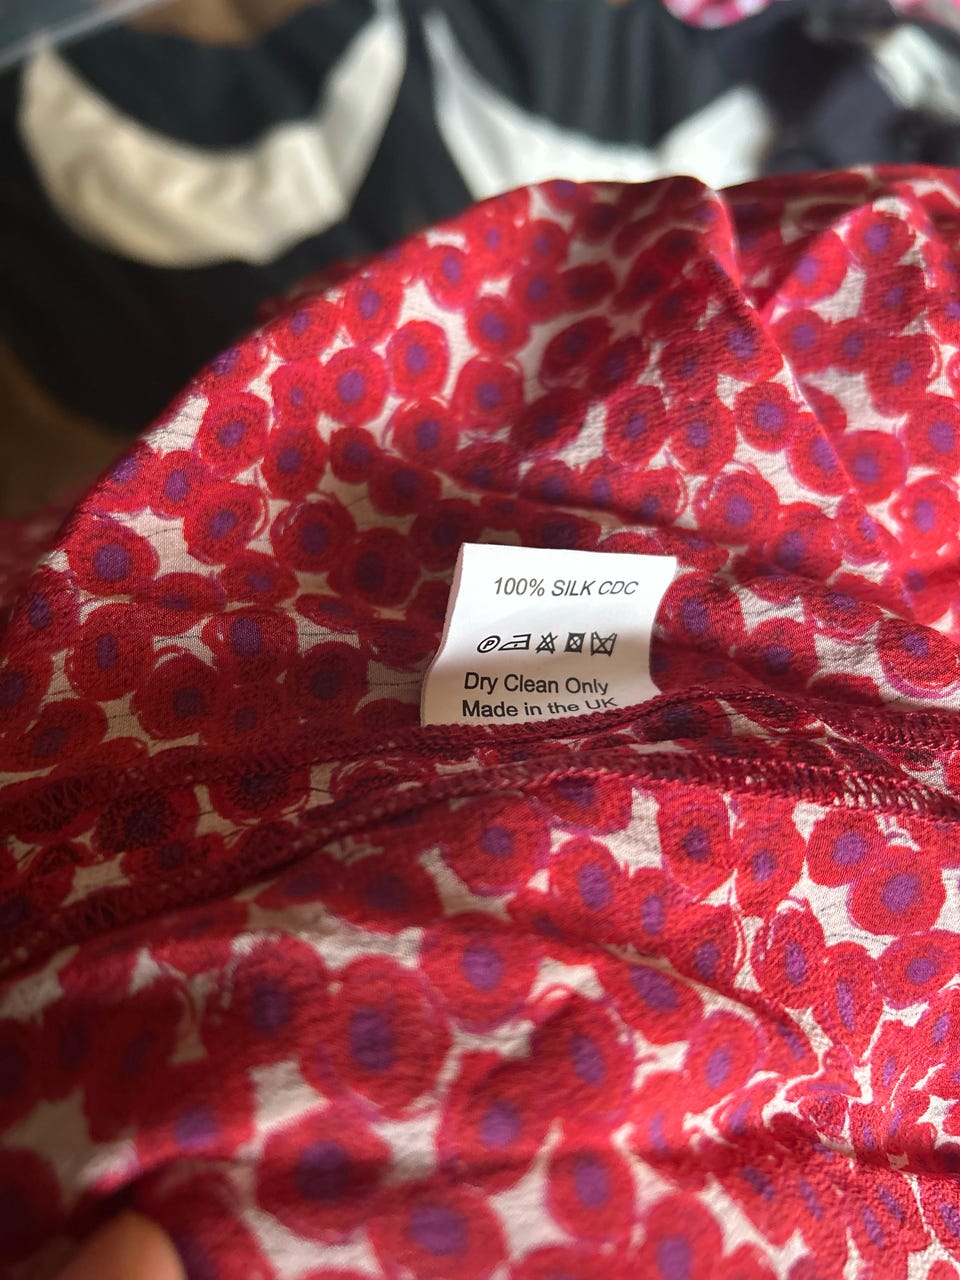 100% SILK CDC
P
Dry Clean Only
Made in the UK